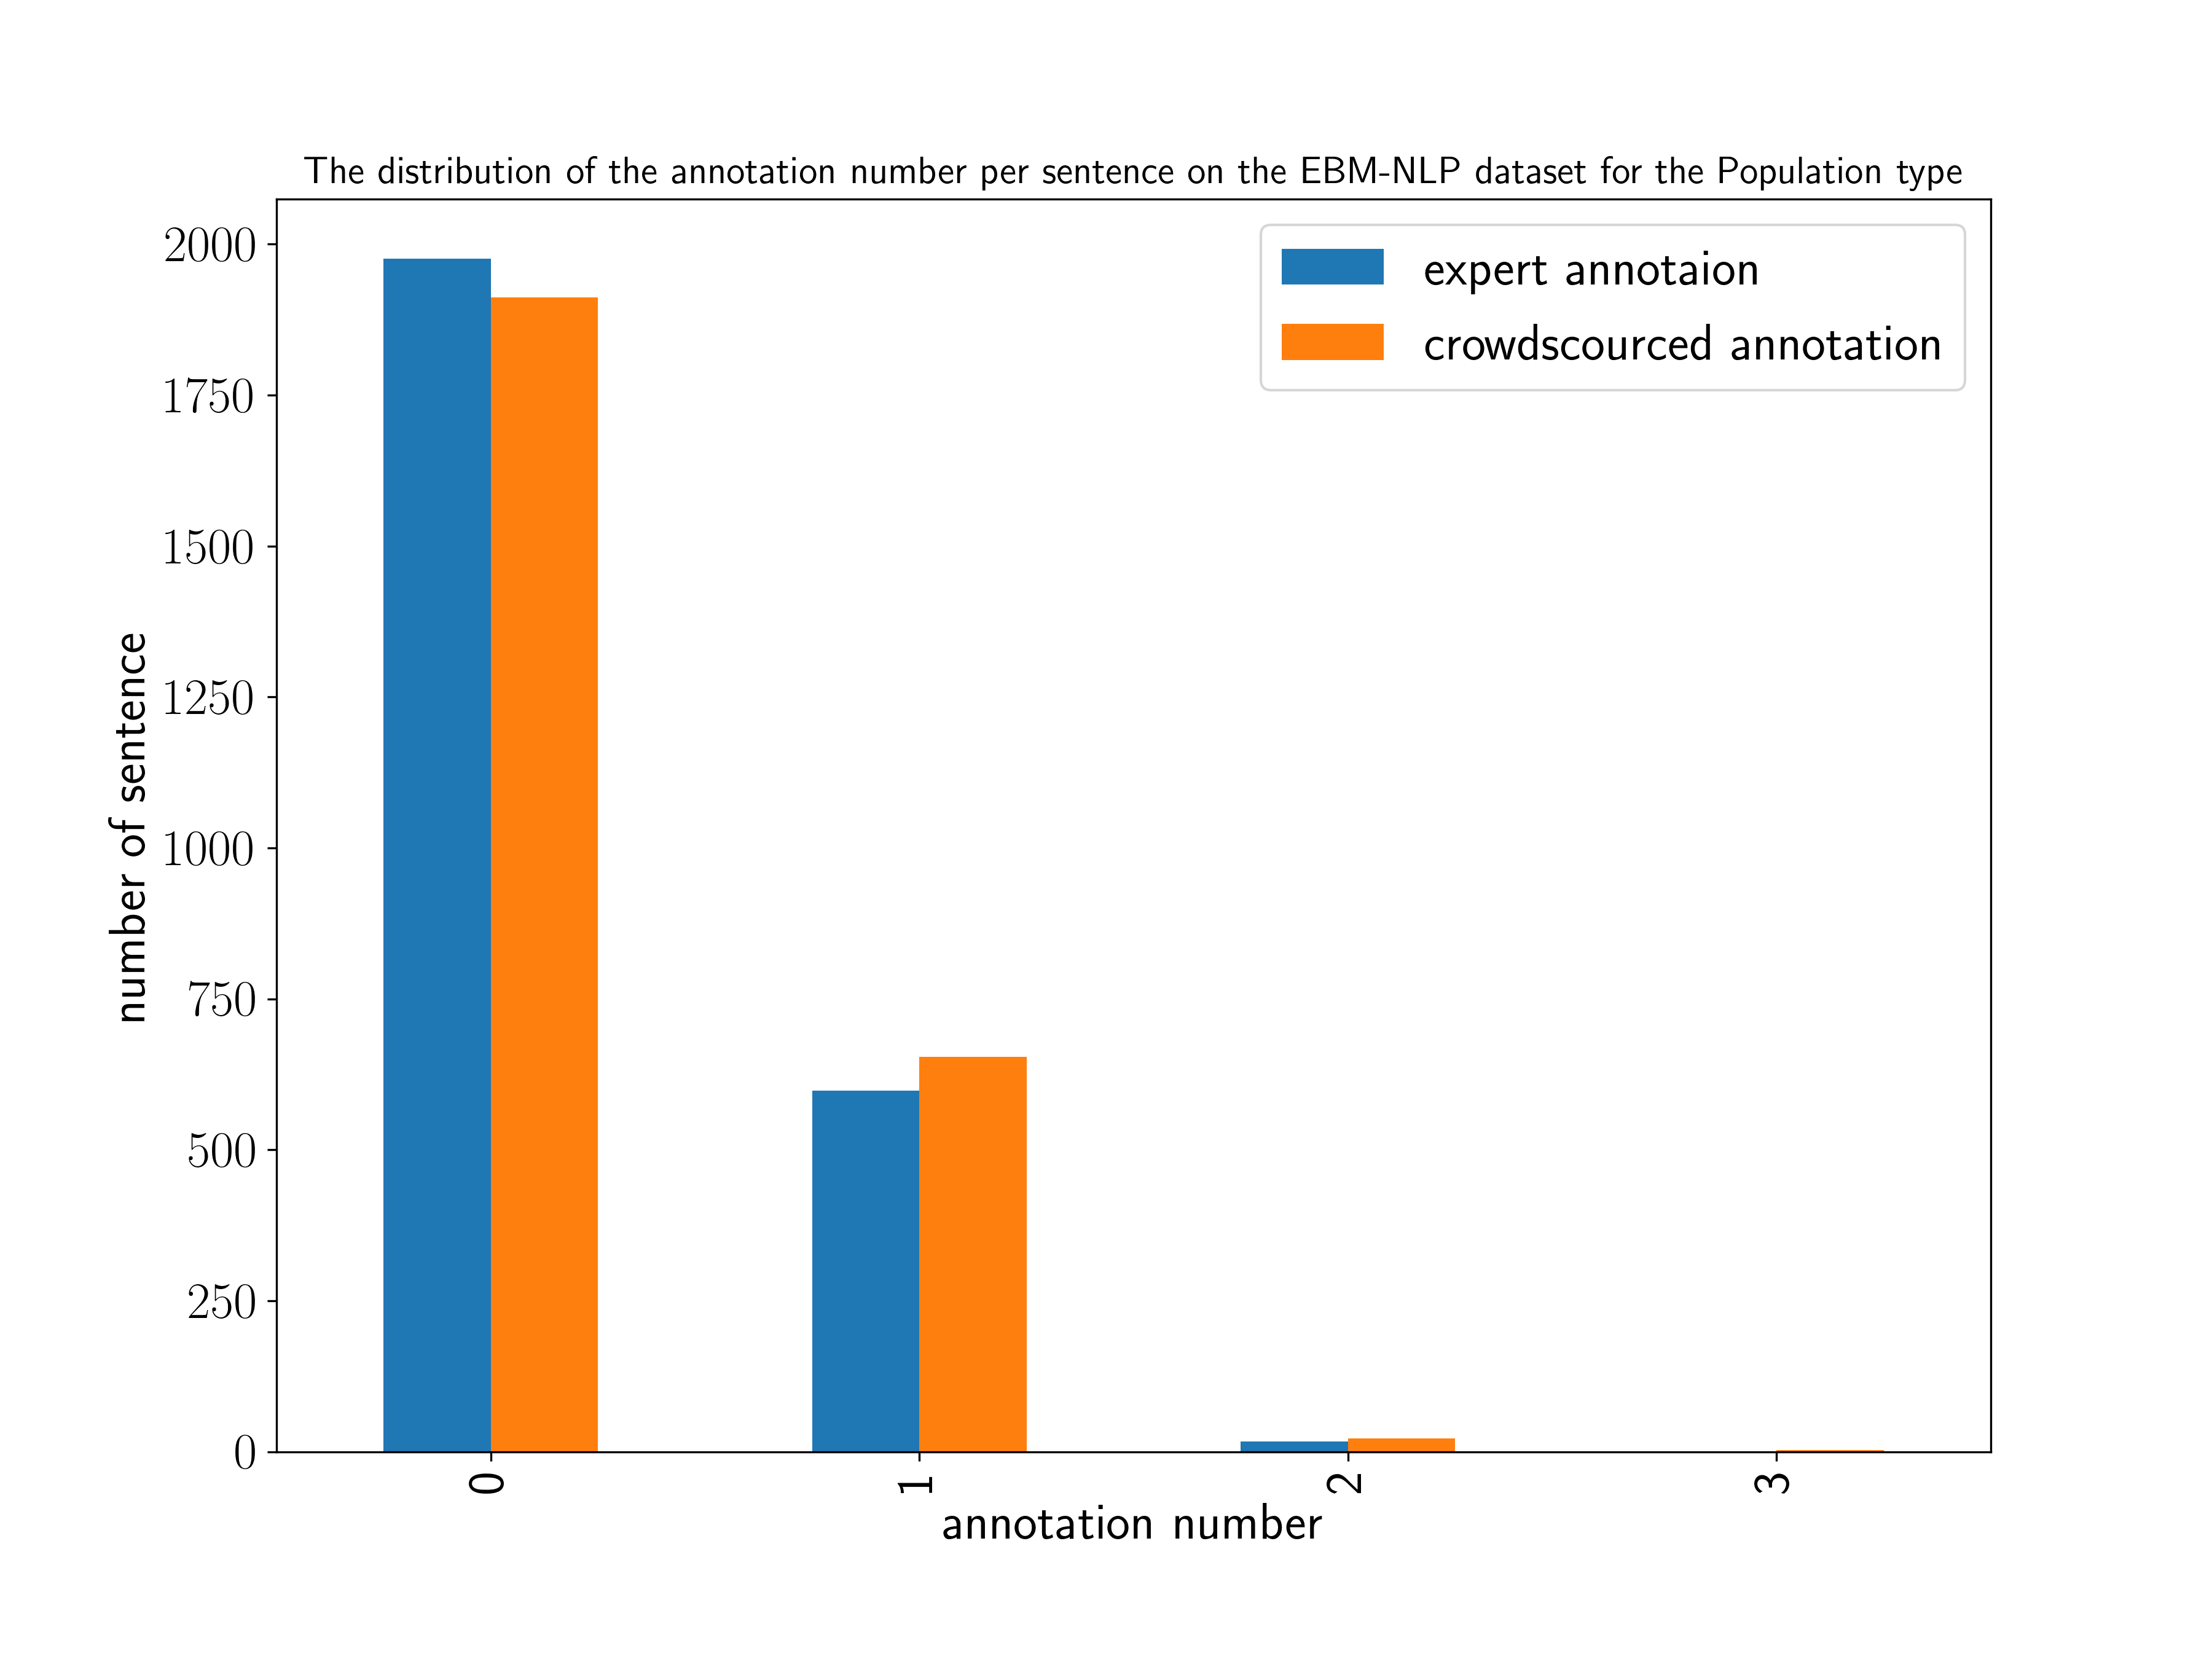 The distribution of the annotation number per sentence on the EBM-NLP dataset for the Population type
expert annotaion
crowdscourced annotation
number of sentence
2000
1750
1500
1250
1000
750
500
250
0
0
1
2
3
annotation number